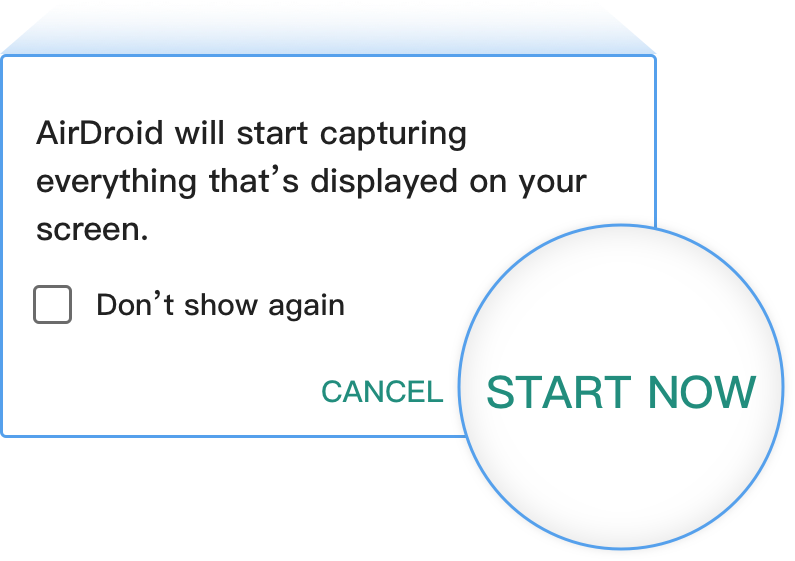 AirDroid will start capturing
everything that’s displayed on your
screen.
Don’t show again
CANCEL
START NOW